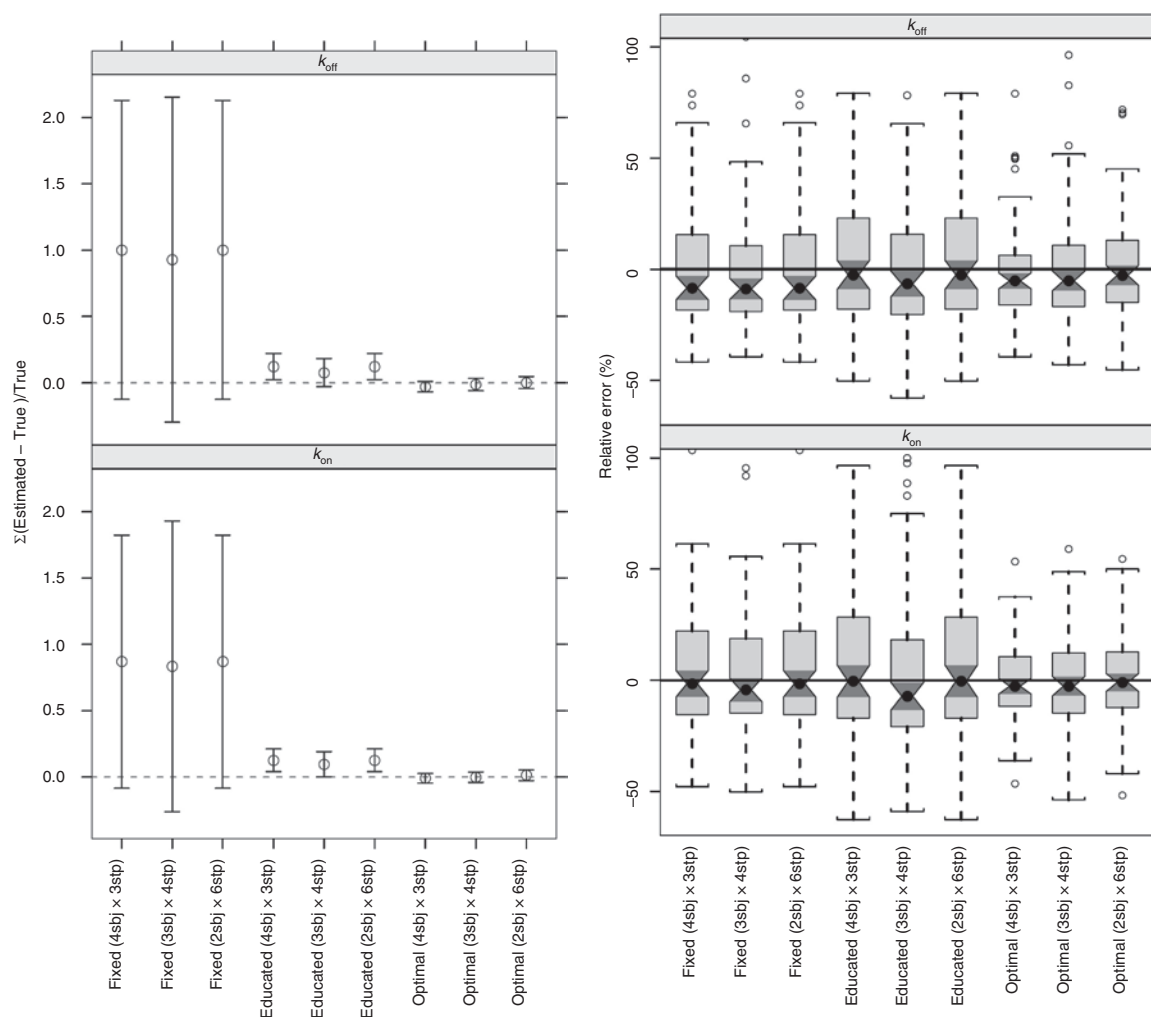 k off
2.0
1.5
1.0
0.5
0.0
k on
2.0
1.5
1.0
0.5
0.0
Σ(Estimated − True )/True
Fixed (4sbj × 3stp)
Fixed (3sbj × 4stp)
Fixed (2sbj × 6stp)
Educated (4sbj × 3stp)
Educated (3sbj × 4stp)
Educated (2sbj × 6stp)
Optimal (4sbj × 3stp)
Optimal (3sbj × 4stp)
Optimal (2sbj × 6stp)
k off
100
50
0
−50
k on
100
50
0
−50
Relative error (%)
Fixed (4sbj × 3stp)
Fixed (3sbj × 4stp)
Fixed (2sbj × 6stp)
Educated (4sbj × 3stp)
Educated (3sbj × 4stp)
Educated (2sbj × 6stp)
Optimal (4sbj × 3stp)
Optimal (3sbj × 4stp)
Optimal (2sbj × 6stp)